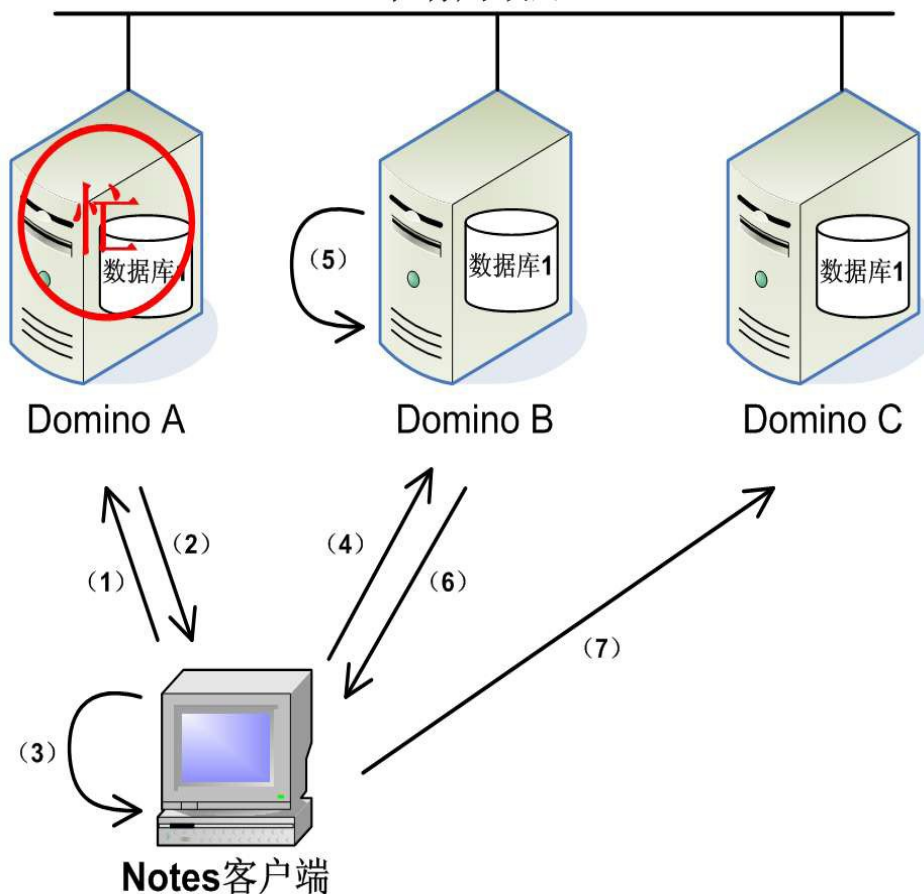 忙
数据库1
数据库1
数据库1
(5)
Domino A
Domino B
Domino C
(1)
(2)
(4)
(6)
(7)
(3)
Notes客户端